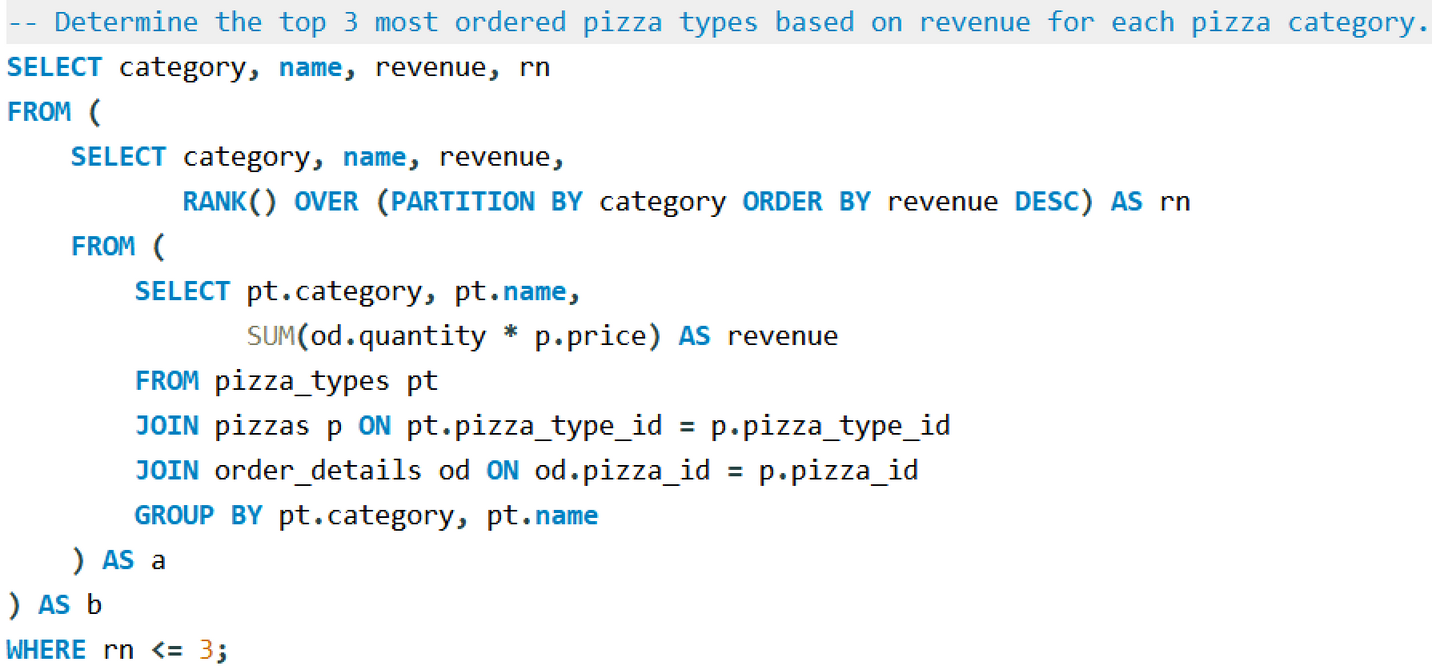 -- Determine the top 3 most ordered pizza types based on revenue for each pizza category.
SELECT category, name, revenue, rn
FROM (
    SELECT category, name, revenue,
           RANK() OVER (PARTITION BY category ORDER BY revenue DESC) AS rn
    FROM (
        SELECT pt.category, pt.name,
               SUM(od.quantity * p.price) AS revenue
        FROM pizza_types pt
        JOIN pizzas p ON pt.pizza_type_id = p.pizza_type_id
        JOIN order_details od ON od.pizza_id = p.pizza_id
        GROUP BY pt.category, pt.name
    ) AS a
) AS b
WHERE rn <= 3;